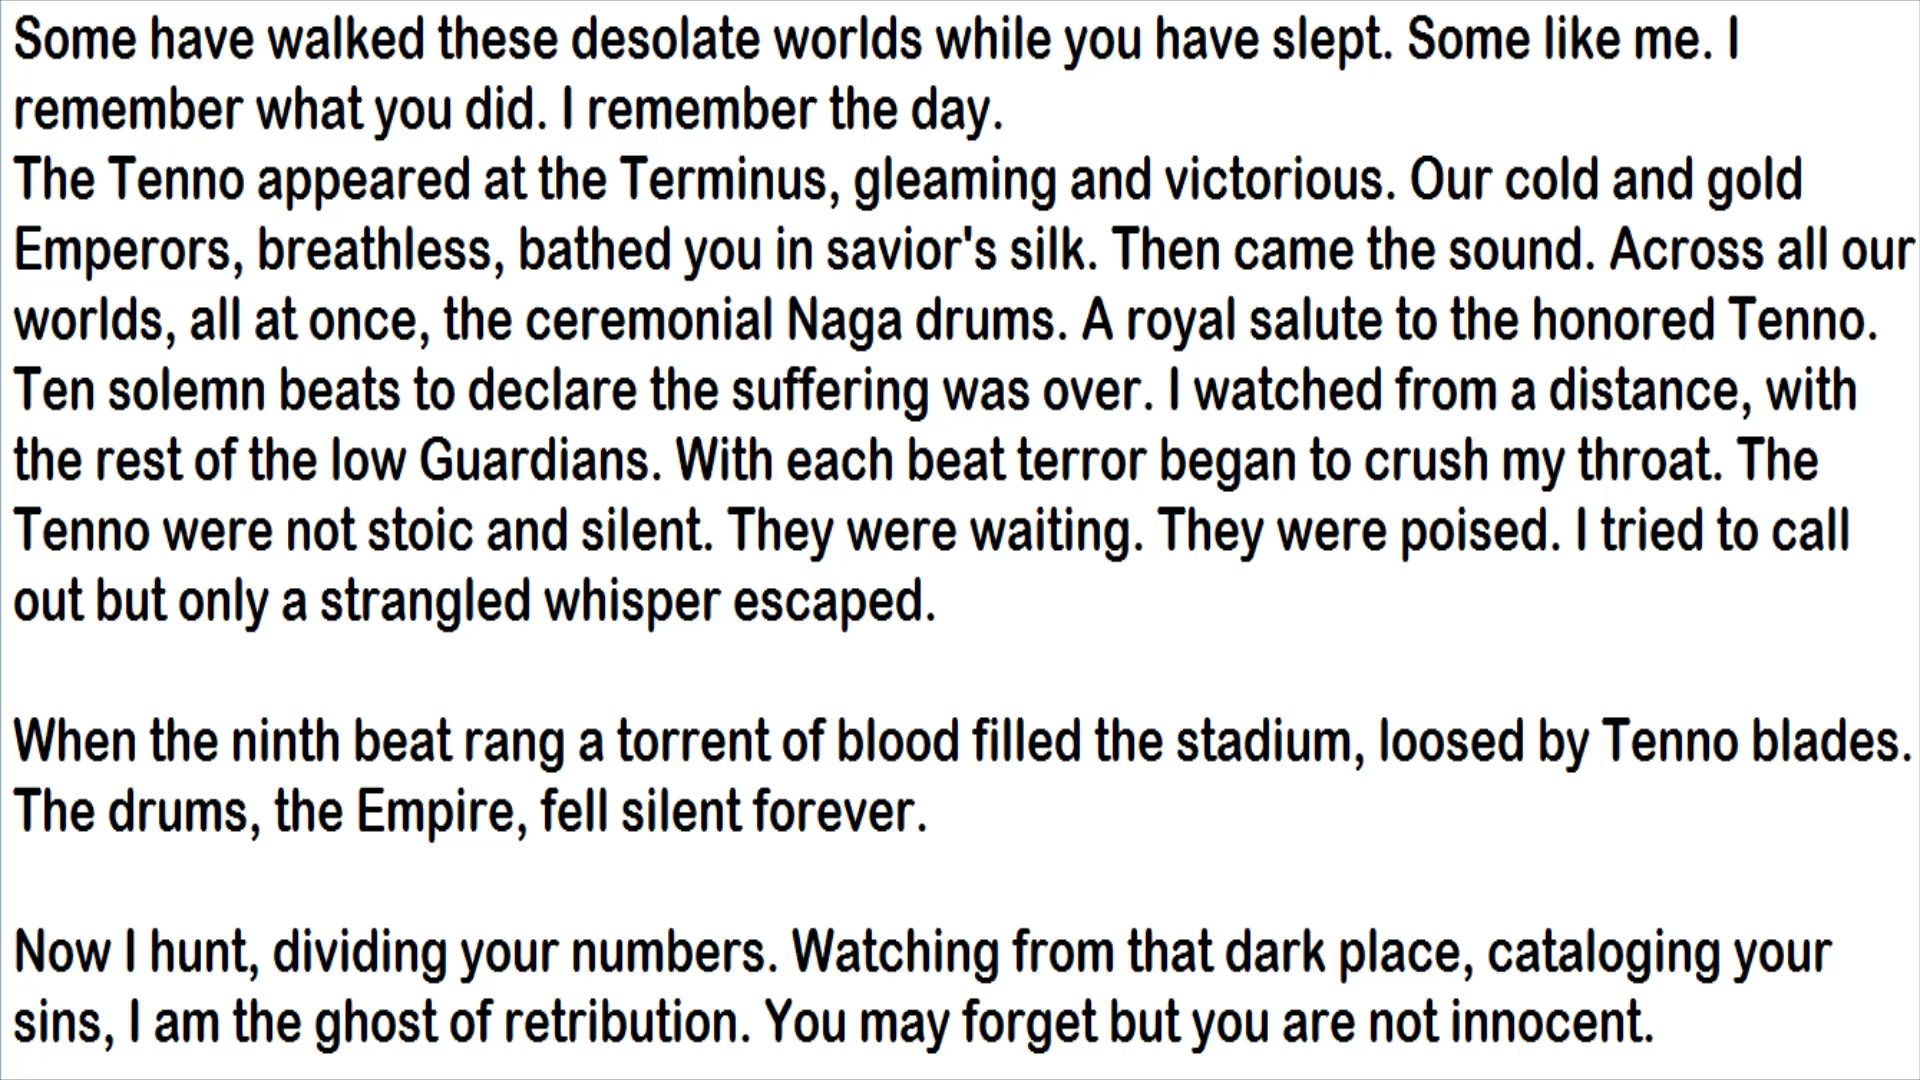 Some have walked these desolate worlds while you have slept. Some like me. I
remember what you did. I remember the day.
The Tenno appeared at the Terminus, gleaming and victorious. Our cold and gold
Emperors, breathless, bathed you in savior's silk. Then came the sound. Across all our
worlds, all at once, the ceremonial Naga drums. A royal salute to the honored Tenno.
Ten solemn beats to declare the suffering was over. I watched from a distance, with
the rest of the low Guardians. With each beat terror began to crush my throat. The
Tenno were not stoic and silent. They were waiting. They were poised. I tried to call
out but only a strangled whisper escaped.
When the ninth beat rang a torrent of blood filled the stadium, loosed by Tenno blades.
The drums, the Empire, fell silent forever.
Now I hunt, dividing your numbers. Watching from that dark place, cataloging your
sins, I am the ghost of retribution. You may forget but you are not innocent.